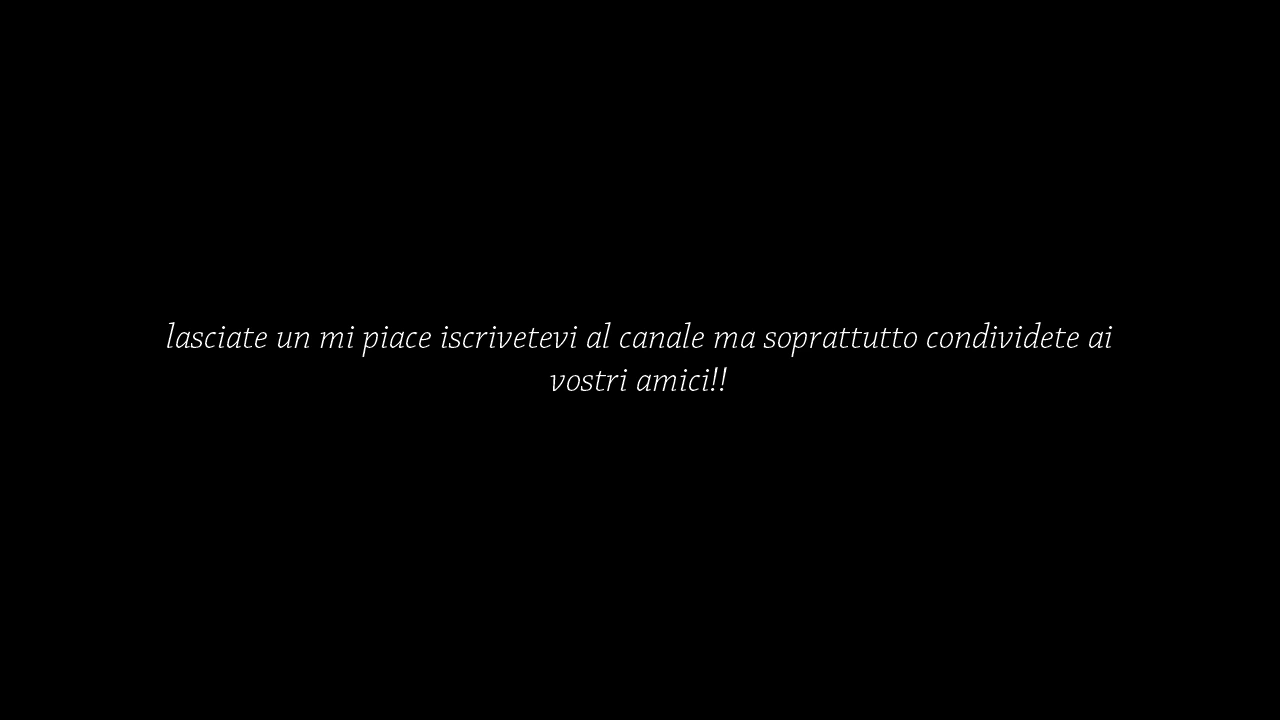 lasciate un mi piace iscrivetevi al canale ma soprattutto condividete ai
vostri amici!!